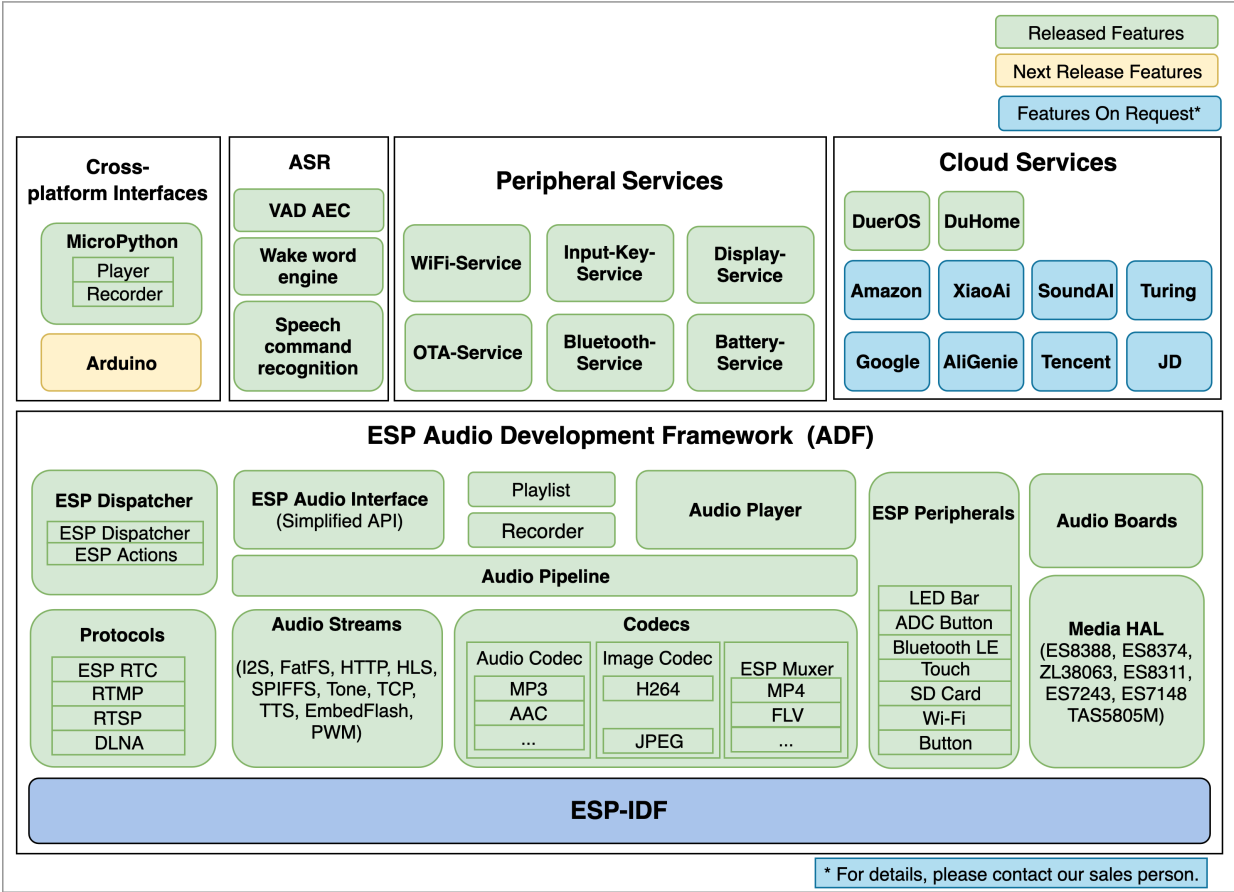 Released Features
Next Release Features
Features On Request*
Cross-
platform Interfaces
MicroPython
Player
Recorder
Arduino
ASR
VAD AEC
Wake word
engine
Speech
command
recognition
Peripheral Services
WiFi-Service
Input-Key-
Service
Display-
Service
OTA-Service
Bluetooth-
Service
Battery-
Service
Cloud Services
DuerOS
DuHome
Amazon
XiaoAi
SoundAI
Turing
Google
AliGenie
Tencent
JD
ESP Audio Development Framework (ADF)
ESP Dispatcher
ESP Dispatcher
ESP Actions
ESP Audio Interface
(Simplified API)
Playlist
Recorder
Audio Player
Audio Pipeline
ESP Peripherals
LED Bar
ADC Button
Bluetooth LE
Touch
SD Card
Wi-Fi
Button
Audio Boards
Protocols
ESP RTC
RTMP
RTSP
DLNA
Audio Streams
(I2S, FatFS, HTTP, HLS,
SPIFFS, Tone, TCP,
TTS, EmbedFlash,
PWM)
Codecs
Audio Codec
MP3
AAC
...
Image Codec
H264
JPEG
ESP Muxer
MP4
FLV
...
Media HAL
(ES8388, ES8374,
ZL38063, ES8311,
ES7243, ES7148
TAS5805M)
ESP-IDF
* For details, please contact our sales person.